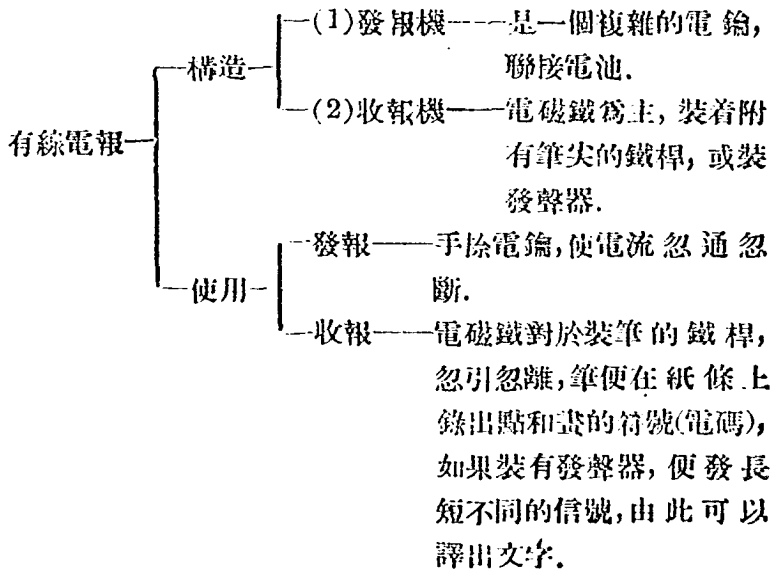 有線電報
構造
(1)發報機——是一個複雜的電鑰,
聯接電池.
(2)收報機——電磁鐵爲主,裝着附
有筆尖的鐵桿,或裝
發聲器.
使用
發報——手捺電鑰,使電流忽通忽
斷.
收報——電磁鐵對於裝筆的鐵桿,
忽引忽離,筆便在紙條上
錄出點和畫的符號(電碼),
如果裝有發聲器,便發長
短不同的信號,由此可以
譯出文字.